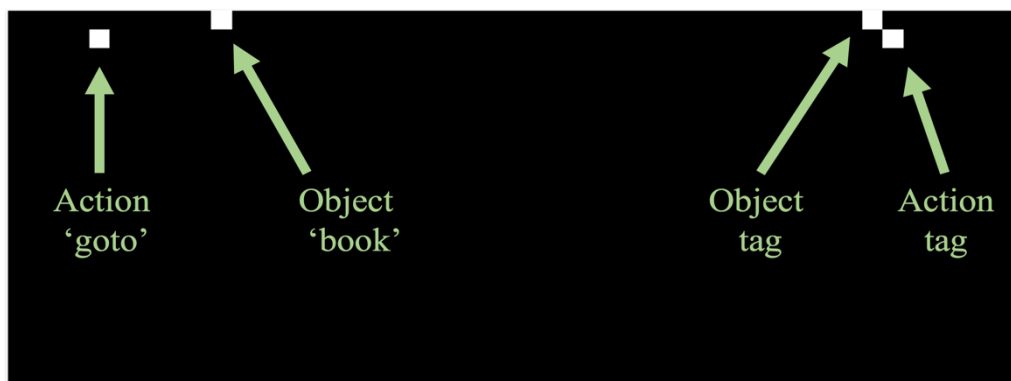 Action
‘goto’
Object
‘book’
Object
tag
Action
tag